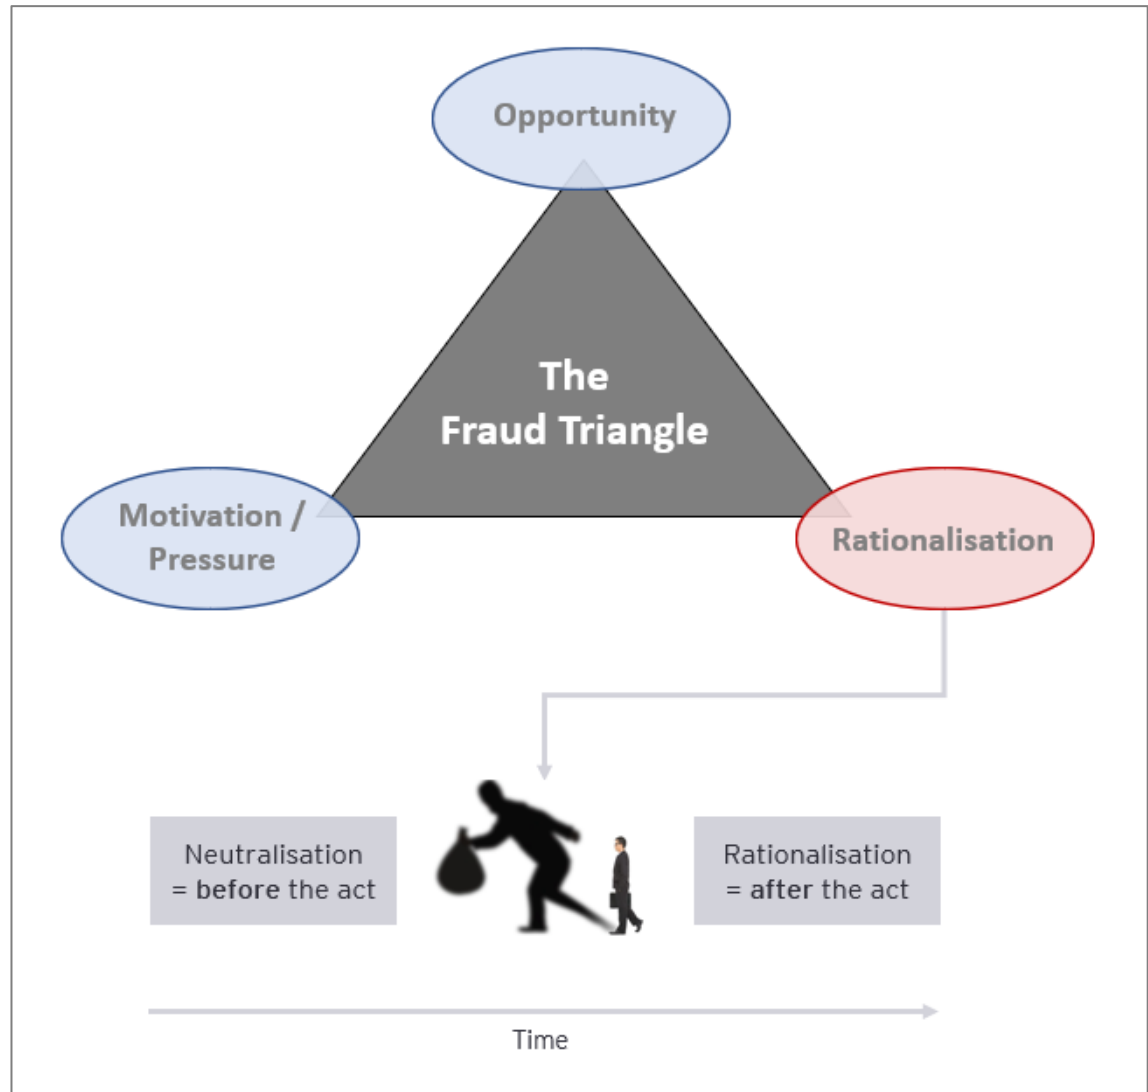 Opportunity
The
Fraud Triangle
Motivation /
Pressure
Rationalisation
Neutralisation
= before the act
Rationalisation
= after the act
Time